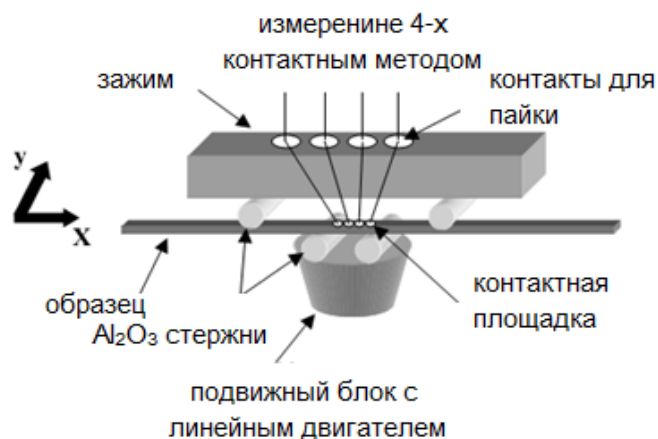 измеренине 4-х
контактным методом
зажим
контакты для
пайки
y
X
образец
Al₂O₃ стержни
контактная
площадка
подвижный блок с
линейным двигателем